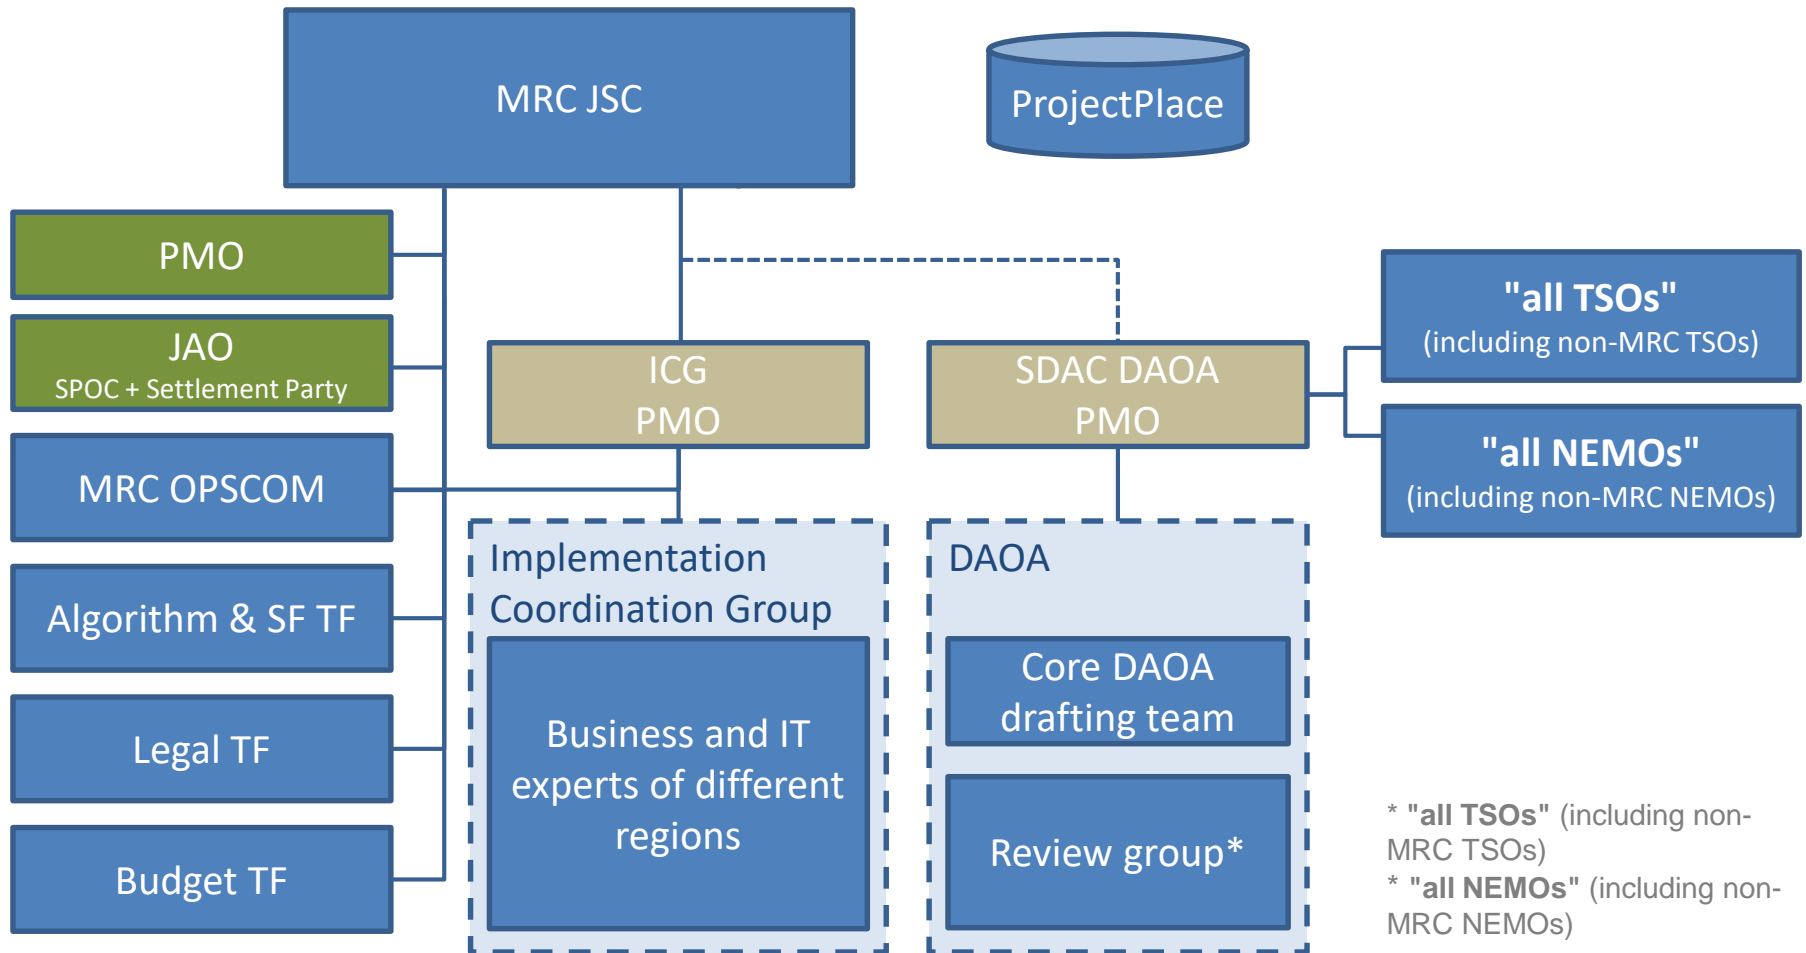 MRC JSC
ProjectPlace
PMO
JAO
SPOC + Settlement Party
MRC OPSCOM
Algorithm & SF TF
Legal TF
Budget TF
ICG
PMO
SDAC DAOA
PMO
"all TSOs"
(including non-MRC TSOs)
"all NEMOs"
(including non-MRC NEMOs)
Implementation
Coordination Group
Business and IT
experts of different
regions
DAOA
Core DAOA
drafting team
Review group*
* "all TSOs" (including non-
MRC TSOs)
* "all NEMOs" (including non-
MRC NEMOs)